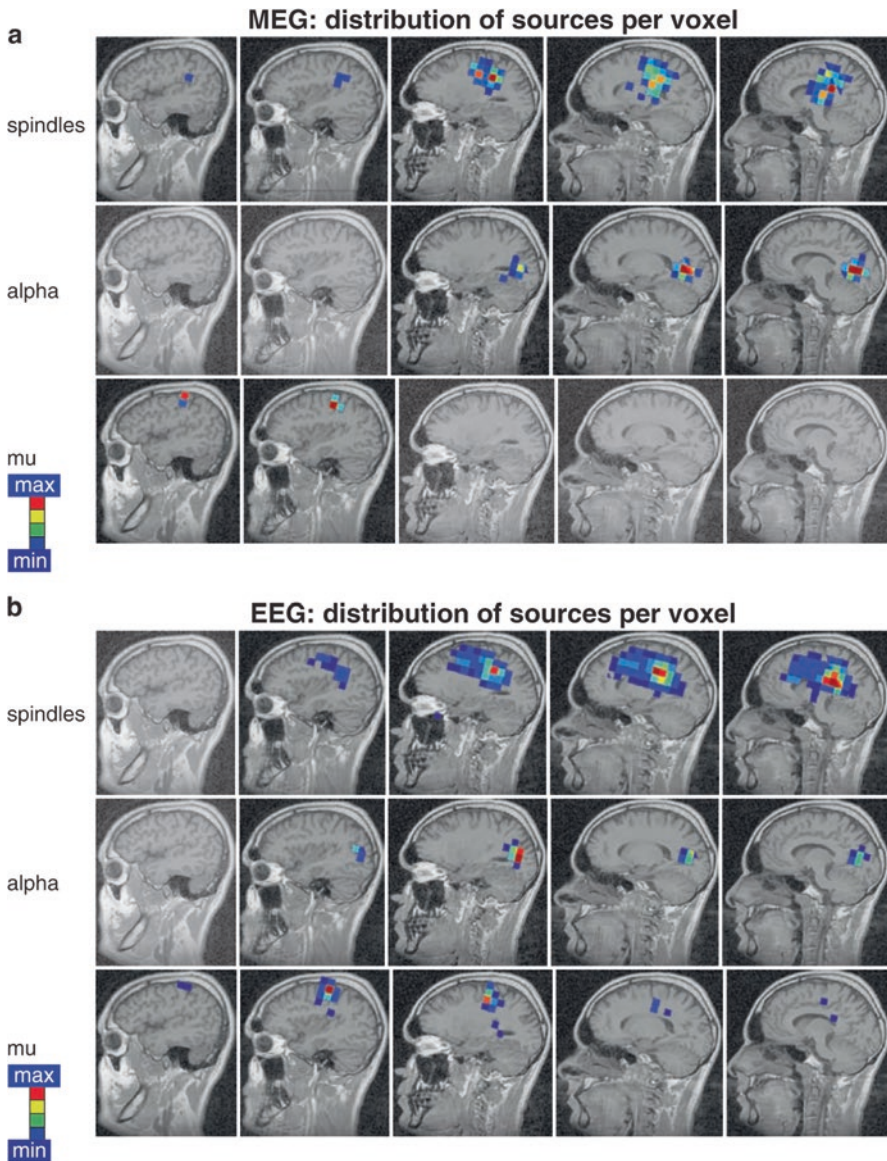 a
MEG: distribution of sources per voxel
spindles
alpha
mu
max
min
b
EEG: distribution of sources per voxel
spindles
alpha
mu
max
min